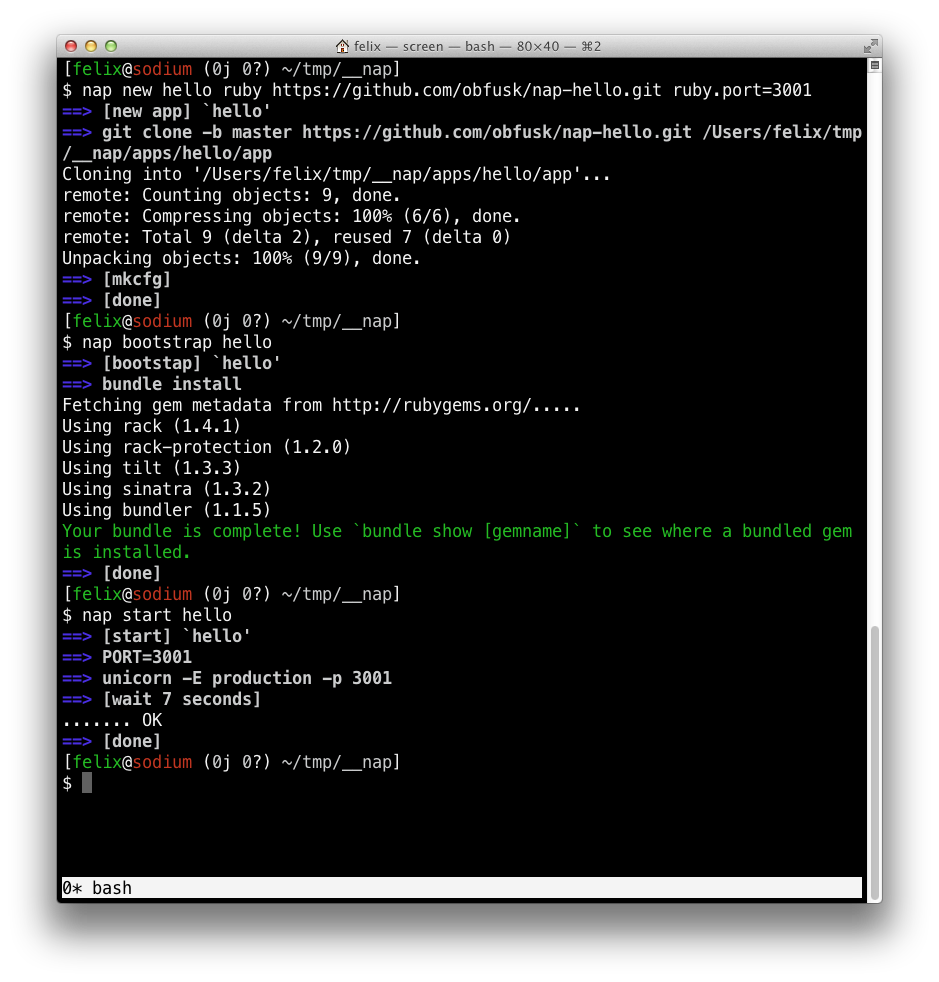 felix — screen — bash — 80×40 — ⌘2
[felix@sodium (0j 0?) ~/tmp/__nap]
$ nap new hello ruby https://github.com/obfusk/nap-hello.git ruby.port=3001
==> [new app] `hello'
==> git clone -b master https://github.com/obfusk/nap-hello.git /Users/felix/tmp
/__nap/apps/hello/app
Cloning into '/Users/felix/tmp/__nap/apps/hello/app'...
remote: Counting objects: 9, done.
remote: Compressing objects: 100% (6/6), done.
remote: Total 9 (delta 2), reused 7 (delta 0)
Unpacking objects: 100% (9/9), done.
==> [mkcfg]
==> [done]
[felix@sodium (0j 0?) ~/tmp/__nap]
$ nap bootstrap hello
==> [bootstap] `hello'
==> bundle install
Fetching gem metadata from http://rubygems.org/.....
Using rack (1.4.1)
Using rack-protection (1.2.0)
Using tilt (1.3.3)
Using sinatra (1.3.2)
Using bundler (1.1.5)
Your bundle is complete! Use `bundle show [gemname]` to see where a bundled gem
is installed.
==> [done]
[felix@sodium (0j 0?) ~/tmp/__nap]
$ nap start hello
==> [start] `hello'
==> PORT=3001
==> unicorn -E production -p 3001
==> [wait 7 seconds]
....... OK
==> [done]
[felix@sodium (0j 0?) ~/tmp/__nap]
$
0* bash